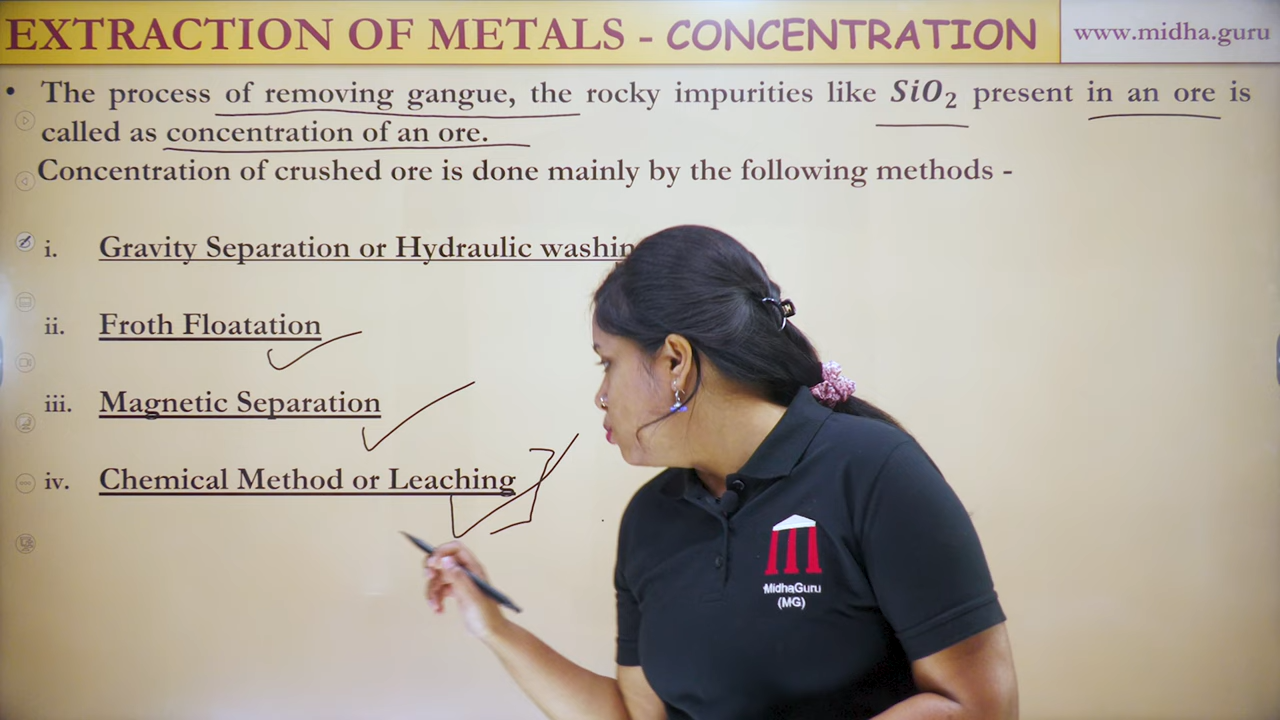 EXTRACTION OF METALS - CONCENTRATION
www.midha.guru
• The process of removing gangue, the rocky impurities like SiO₂ present in an ore is
called as concentration of an ore.
Concentration of crushed ore is done mainly by the following methods -
i. Gravity Separation or Hydraulic
ii. Froth Floatation
iii. Magnetic Separation
iv. Chemical Method or Leaching
MidhaGuru
(MG)